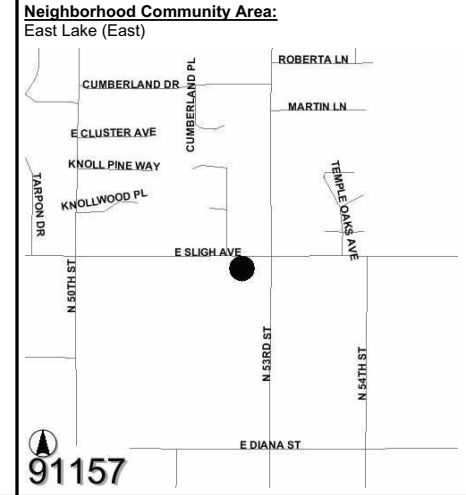 Neighborhood Community Area:
East Lake (East)
ROBERTA LN
CUMBERLAND DR
CUMBERLAND PL
MARTIN LN
E CLUSTER AVE
KNOLL PINE WAY
TARPON DR
KNOLLWOOD PL
TEMPLE OAKS AVE
E SLIGH AVE
N 50TH ST
N 53RD ST
N 54TH ST
E DIANA ST
91157